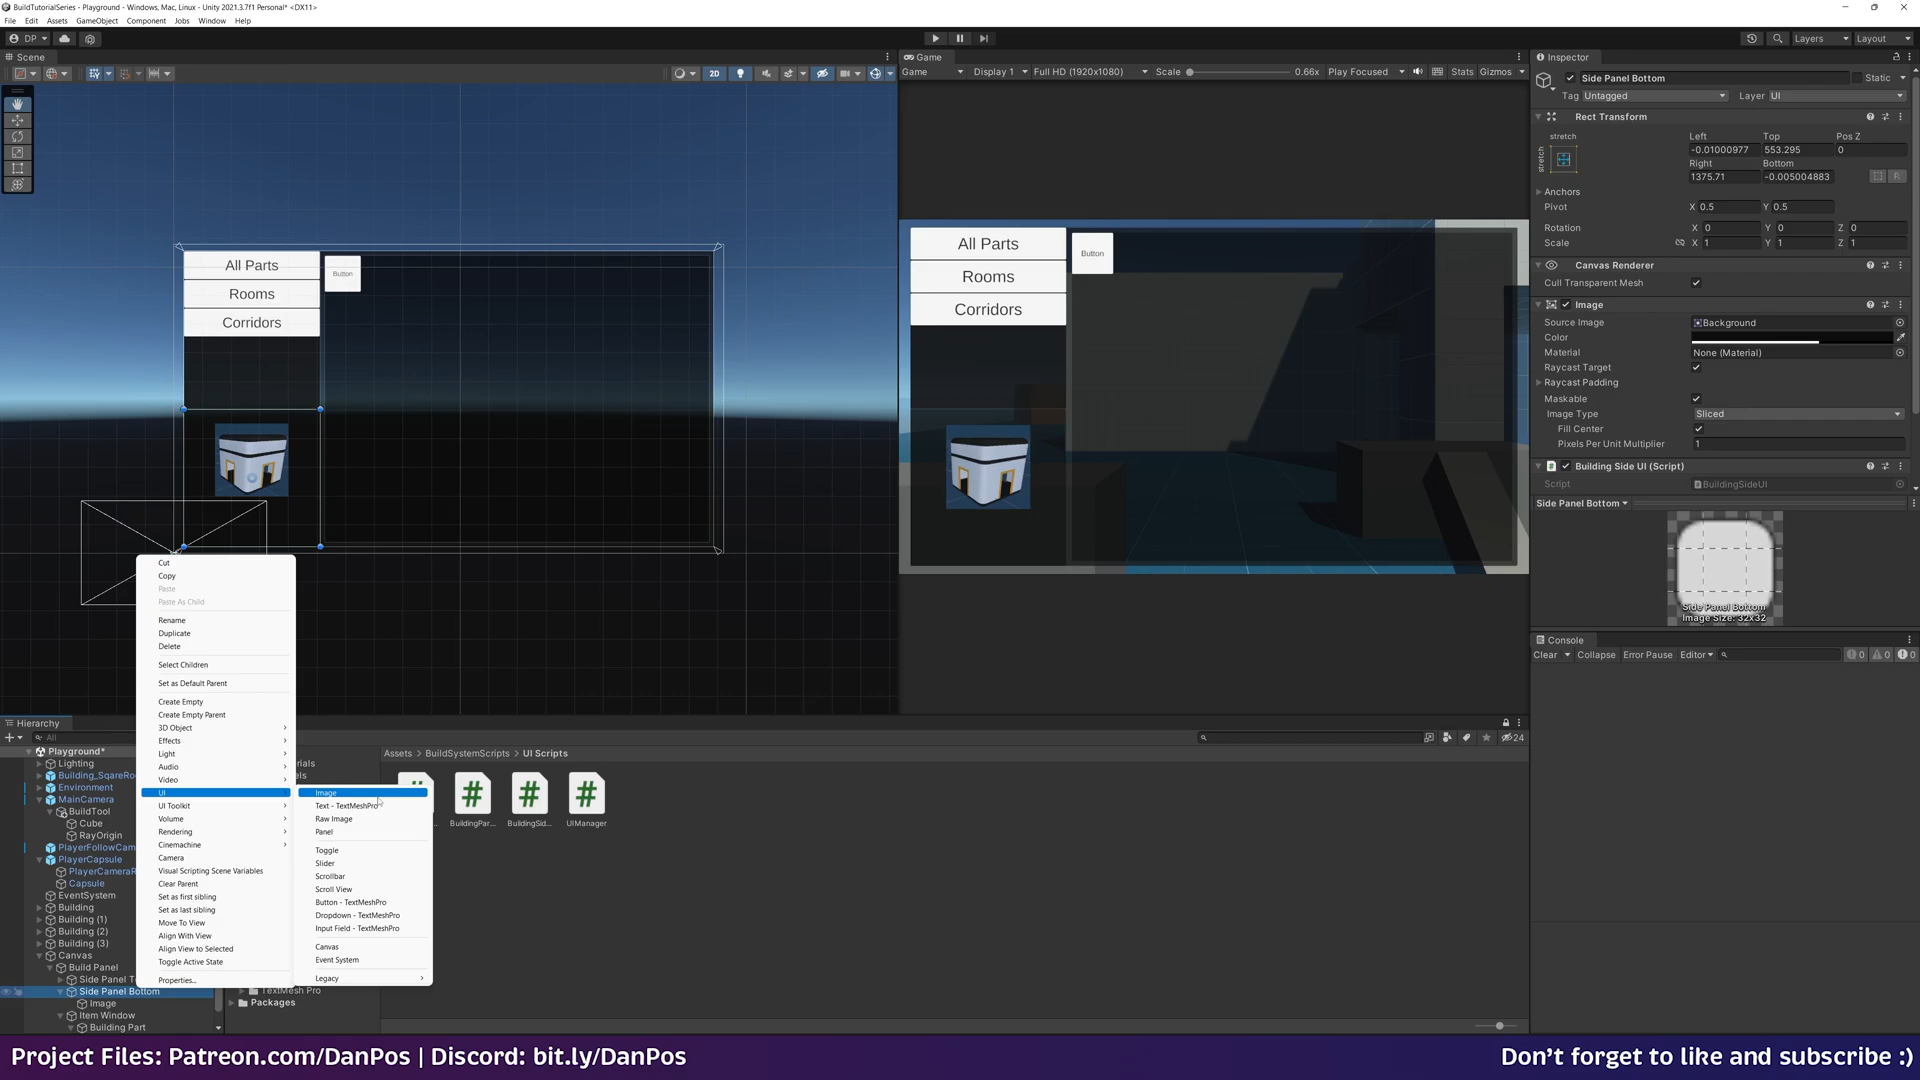 BuildTutorialSeries - Playground - Windows, Mac, Linux - Unity 2021.3.7f1 Personal* <DX11>
File Edit Assets GameObject Component Jobs Window Help
DP
Layers Layout
Scene
2D
Game
Game Display 1 Full HD (1920x1080) Scale 0.66x Play Focused Stats Gizmos
All Parts
Rooms
Corridors
Button
All Parts
Rooms
Corridors
Button
Inspector
Side Panel Bottom Static
Tag Untagged Layer UI
Rect Transform
stretch Left Top Pos Z
stretch -0.01000977 553.295 0
Right Bottom
1375.71 -0.005004883 R
Anchors
Pivot X 0.5 Y 0.5
Rotation X 0 Y 0 Z 0
Scale X 1 Y 1 Z 1
Canvas Renderer
Cull Transparent Mesh
Image
Source Image Background
Color
Material None (Material)
Raycast Target
Raycast Padding
Maskable
Image Type Sliced
Fill Center
Pixels Per Unit Multiplier 1
Building Side UI (Script)
Script BuildingSideUI
Side Panel Bottom
Side Panel Bottom
Image Size: 32x32
Console
Clear Collapse Error Pause Editor 0 0 0
Cut
Copy
Paste
Paste As Child
Rename
Duplicate
Delete
Select Children
Set as Default Parent
Create Empty
Create Empty Parent
3D Object
Effects
Light
Audio
Video
UI
UI Toolkit
Volume
Rendering
Cinemachine
Camera
Visual Scripting Scene Variables
Clear Parent
Set as first sibling
Set as last sibling
Move To View
Align With View
Align View to Selected
Toggle Active State
Properties...
Image
Text - TextMeshPro
Raw Image
Panel
Toggle
Slider
Scrollbar
Scroll View
Button - TextMeshPro
Dropdown - TextMeshPro
Input Field - TextMeshPro
Canvas
Event System
Legacy
Hierarchy
All
Playground*
Lighting
Building_SqareRo
Environment
MainCamera
BuildTool
Cube
RayOrigin
PlayerFollowCam
PlayerCapsule
PlayerCameraR
Capsule
EventSystem
Building
Building (1)
Building (2)
Building (3)
Canvas
Build Panel
Side Panel T
Side Panel Bottom
Image
Item Window
Building Part
TextMesh Pro
Packages
Assets > BuildSystemScripts > UI Scripts
24
BuildingPar... BuildingSid... UIManager
Project Files: Patreon.com/DanPos | Discord: bit.ly/DanPos
Don't forget to like and subscribe :)